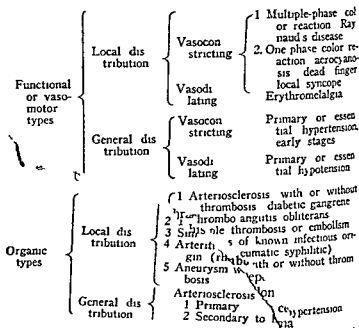 1 Multiple-phase col
or reaction Ray
naud s disease
Vasocon
stricting
Local dis
tribution
2. One phase color re
action acrocyano-
sis dead finger
local syncope
Vasodi
lating
Erythromelalgia
Functional
or vaso-
motor
types
General dis
tribution
Vasocon
stricting
Primary or essen
tial hypertension
early stages
Vasodi
lating
Primary or essen
tial hypotension
Organic
types
Local dis
tribution
1 Arteriosclerosis with or without
thrombosis diabetic gangrene
2 Thrombo angiitis obliterans
3 thrombosis or embolism
4 of known infectious or
gin syphilitic)
5 Aneurysm or without throm
bosis
General dis
tribution
Arteriosclerosis
1 Primary
2 Secondary to hypertension